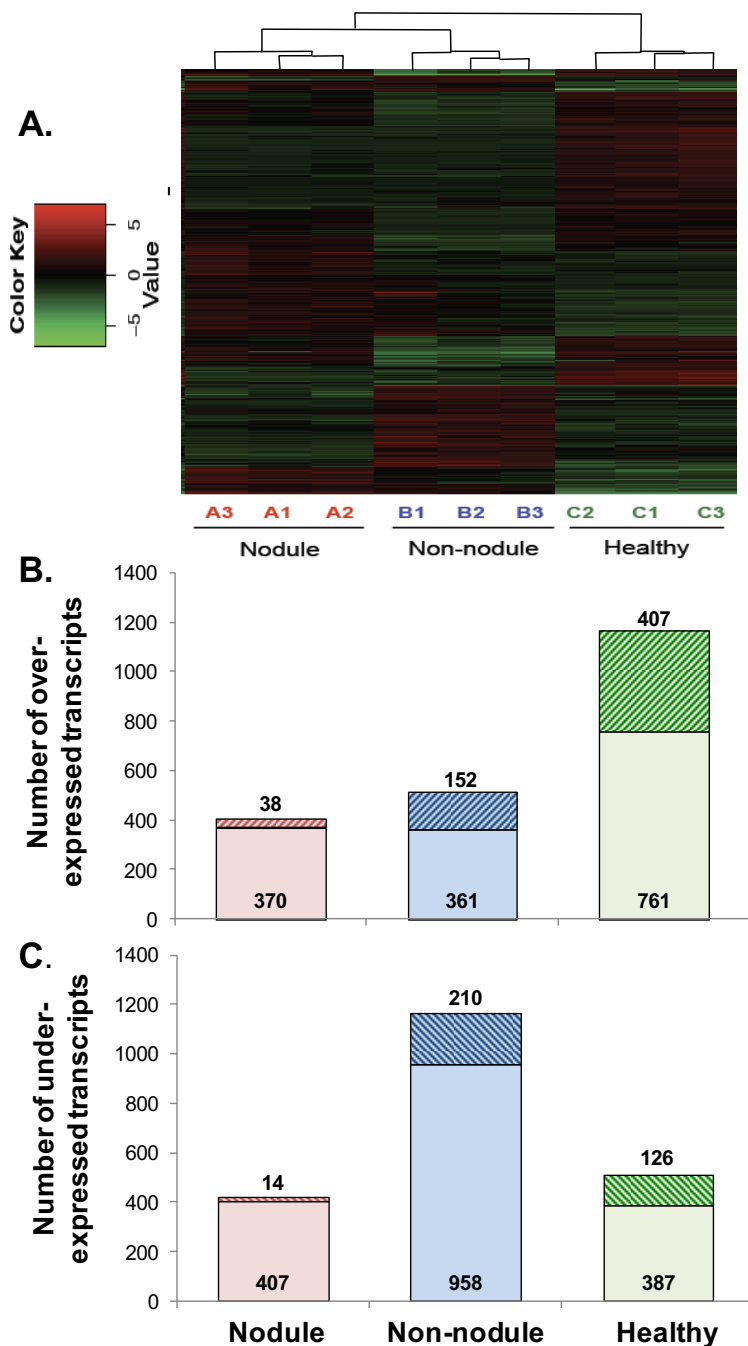 A.
Color Key
Value
5
0
−5
A3 A1 A2 B1 B2 B3 C2 C1 C3
Nodule Non-nodule Healthy
B.
Number of over-
expressed transcripts
1400
1200
1000
800
600
400
200
0
38
370
152
361
407
761
C.
Number of under-
expressed transcripts
1400
1200
1000
800
600
400
200
0
14
407
210
958
126
387
Nodule Non-nodule Healthy